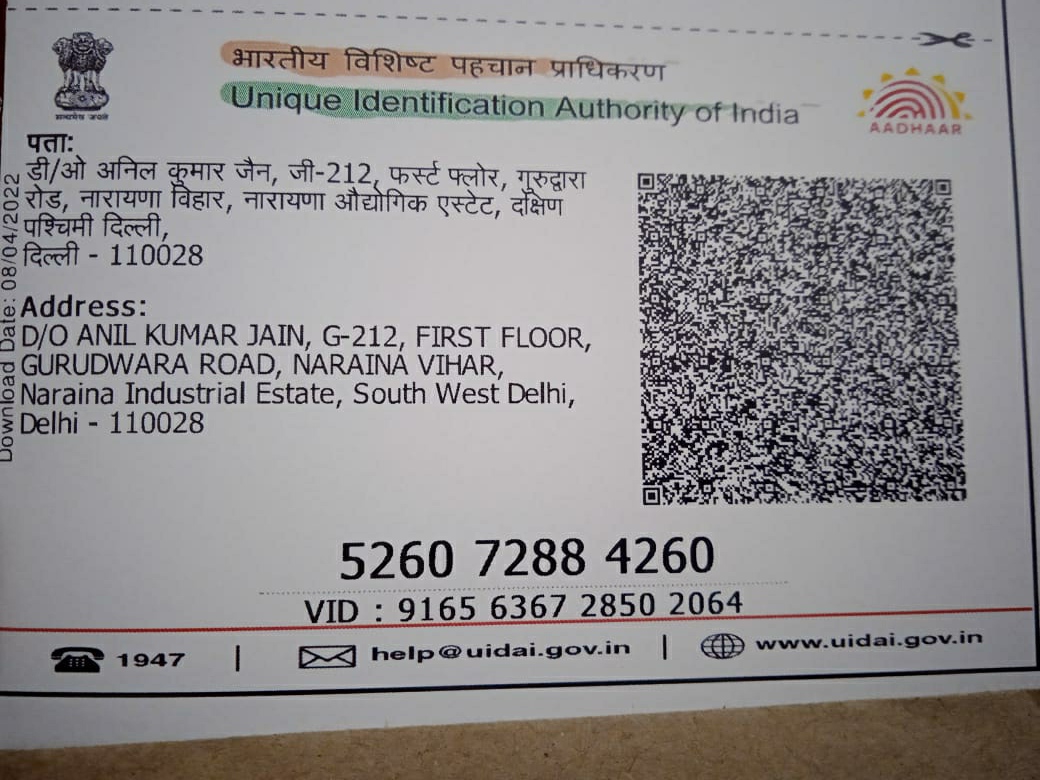 भारतीय विशिष्ट पहचान प्राधिकरण
Unique Identification Authority of India
सत्यमेव जयते
AADHAAR
पता:
डी/ओ अनिल कुमार जैन, जी-212, फर्स्ट फ्लोर, गुरुद्वारा
रोड, नारायणा विहार, नारायणा औद्योगिक एस्टेट, दक्षिण
पश्चिमी दिल्ली,
दिल्ली - 110028
Address:
D/O ANIL KUMAR JAIN, G-212, FIRST FLOOR,
GURUDWARA ROAD, NARAINA VIHAR,
Naraina Industrial Estate, South West Delhi,
Delhi - 110028
Download Date: 08/04/2022
5260 7288 4260
VID : 9165 6367 2850 2064
1947 | help@uidai.gov.in | www.uidai.gov.in